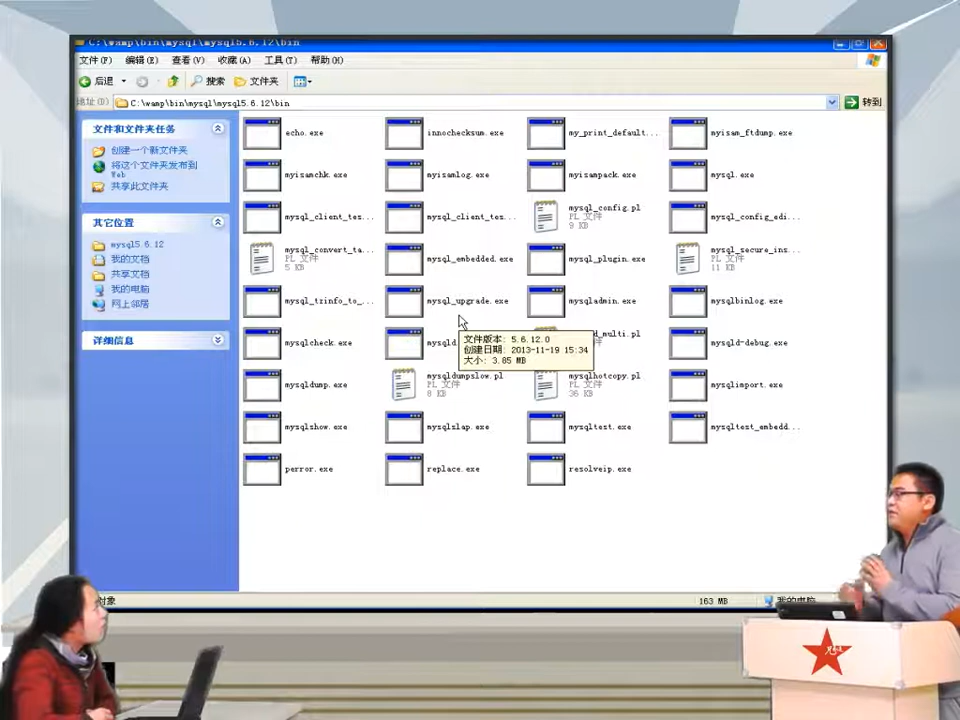 C:\wamp\bin\mysql\mysql5.6.12\bin
文件(F) 编辑(E) 查看(V) 收藏(A) 工具(T) 帮助(H)
后退 搜索 文件夹
地址(D) C:\wamp\bin\mysql\mysql5.6.12\bin 转到
文件和文件夹任务
创建一个新文件夹
将这个文件夹发布到
Web
共享此文件夹
其它位置
mysql5.6.12
我的文档
共享文档
我的电脑
网上邻居
详细信息
echo.exe innochecksum.exe my_print_default... myisam_ftdump.exe
myisamchk.exe myisamlog.exe myisampack.exe mysql.exe
mysql_client_tes... mysql_client_tes... mysql_config.pl mysql_config_edi...
PL 文件
9 KB
mysql_convert_ta... mysql_embedded.exe mysql_plugin.exe mysql_secure_ins...
PL 文件 PL 文件
5 KB 11 KB
mysql_tzinfo_to_... mysql_upgrade.exe mysqladmin.exe mysqlbinlog.exe
mysqlcheck.exe mysqld d_multi.pl mysqld-debug.exe
文件版本: 5.6.12.0
创建日期: 2013-11-19 15:34
大小: 3.85 MB
mysqldump.exe mysqldumpslow.pl mysqlhotcopy.pl mysqlimport.exe
PL 文件 PL 文件
8 KB 36 KB
mysqlshow.exe mysqlslap.exe mysqltest.exe mysqltest_embedd...
perror.exe replace.exe resolveip.exe
对象 163 MB 我的电脑